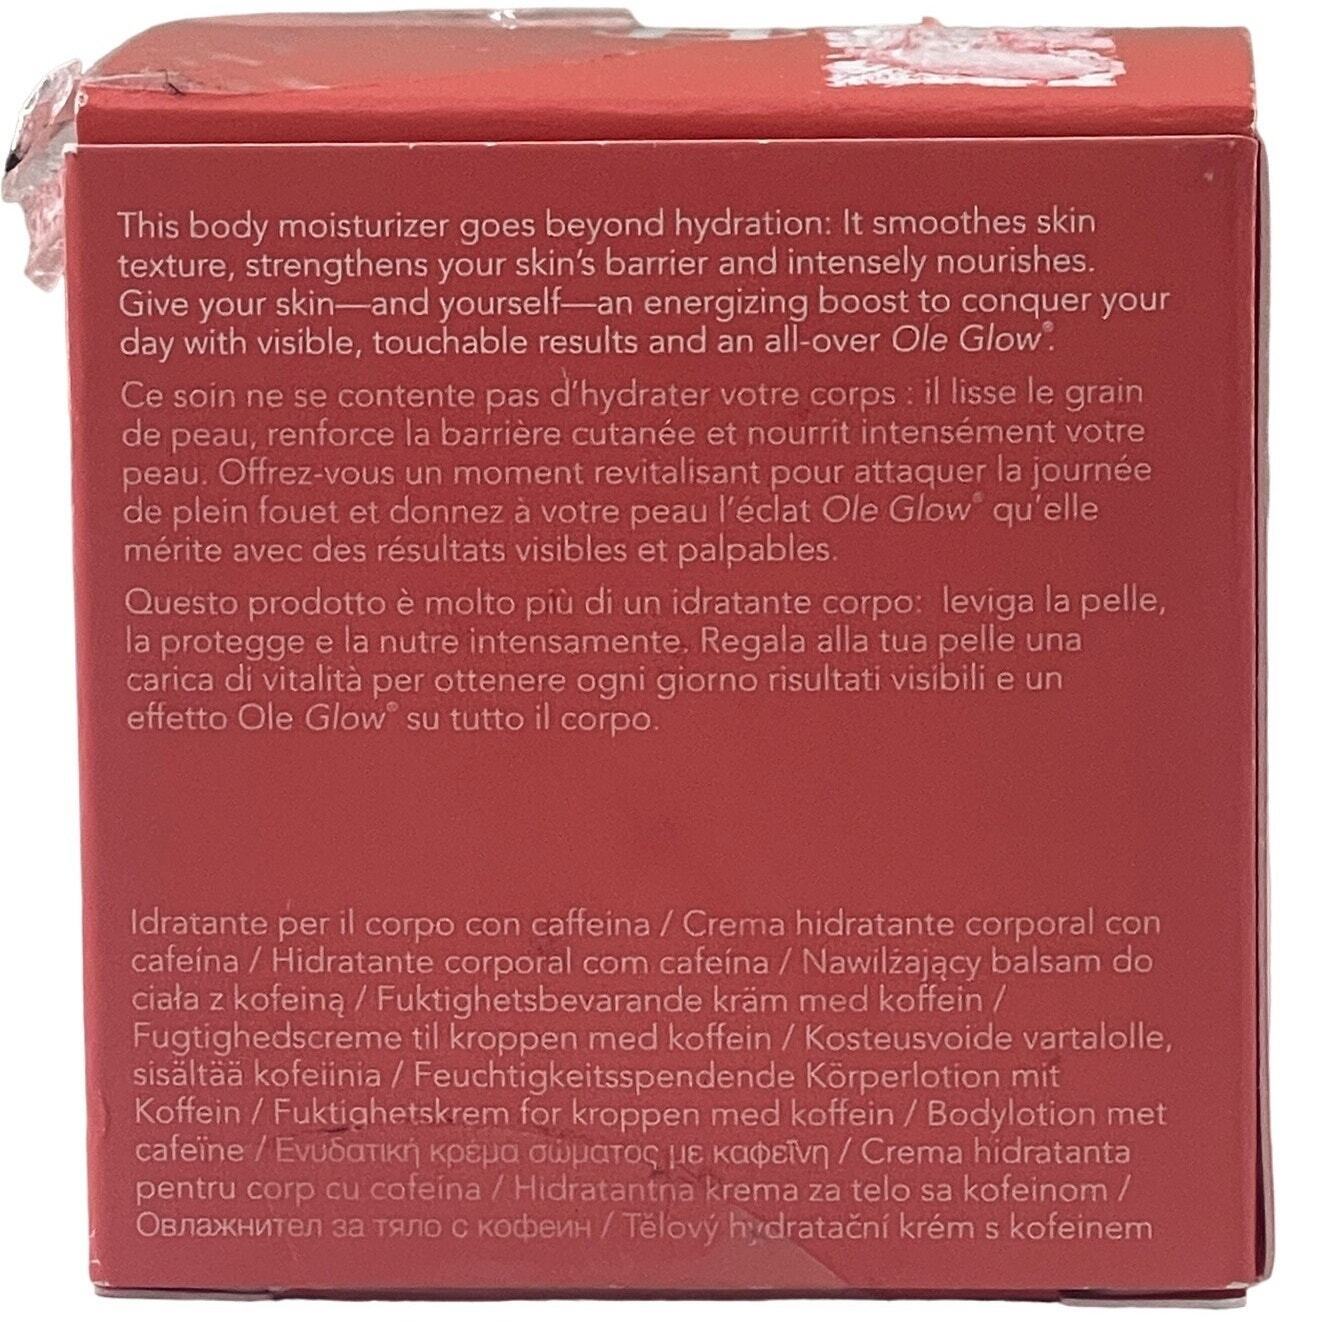 This body moisturizer goes beyond hydration: It smoothes skin
texture, strengthens your skin's barrier and intensely nourishes.
Give your skin—and yourself—an energizing boost to conquer your
day with visible, touchable results and an all-over Ole Glow®.
Ce soin ne se contente pas d'hydrater votre corps : il lisse le grain
de peau, renforce la barrière cutanée et nourrit intensément votre
peau. Offrez-vous un moment revitalisant pour attaquer la journée
de plein fouet et donnez à votre peau l'éclat Ole Glow® qu'elle
mérite avec des résultats visibles et palpables.
Questo prodotto è molto più di un idratante corpo: leviga la pelle,
la protegge e la nutre intensamente. Regala alla tua pelle una
carica di vitalità per ottenere ogni giorno risultati visibili e un
effetto Ole Glow® su tutto il corpo.
Idratante per il corpo con caffeina / Crema hidratante corporal con
cafeína / Hidratante corporal com cafeína / Nawilżający balsam do
ciała z kofeiną / Fuktighetsbevarande kräm med koffein /
Fugtighedscreme til kroppen med koffein / Kosteusvoide vartalolle,
sisältää kofeiinia / Feuchtigkeitsspendende Körperlotion mit
Koffein / Fuktighetskrem for kroppen med koffein / Bodylotion met
cafeïne / Ενυδατική κρέμα σώματος με καφεΐνη / Crema hidratanta
pentru corp cu cofeina / Hidratantna krema za telo sa kofeinom /
Овлажнител за тяло с кофеин / Tělový hydratační krém s kofeinem